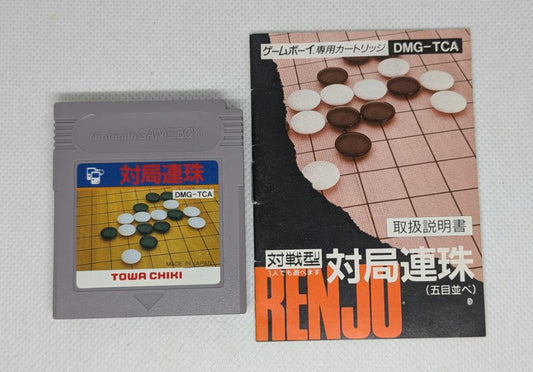 Nintendo GAME BOY
対局連珠
DMG-TCA
MADE IN JAPAN
TOWA CHIKI
ゲームボーイ専用カートリッジ DMG-TCA
取扱説明書
対戦型
1人でも遊べます
対局連珠
(五目並べ)
RENJU